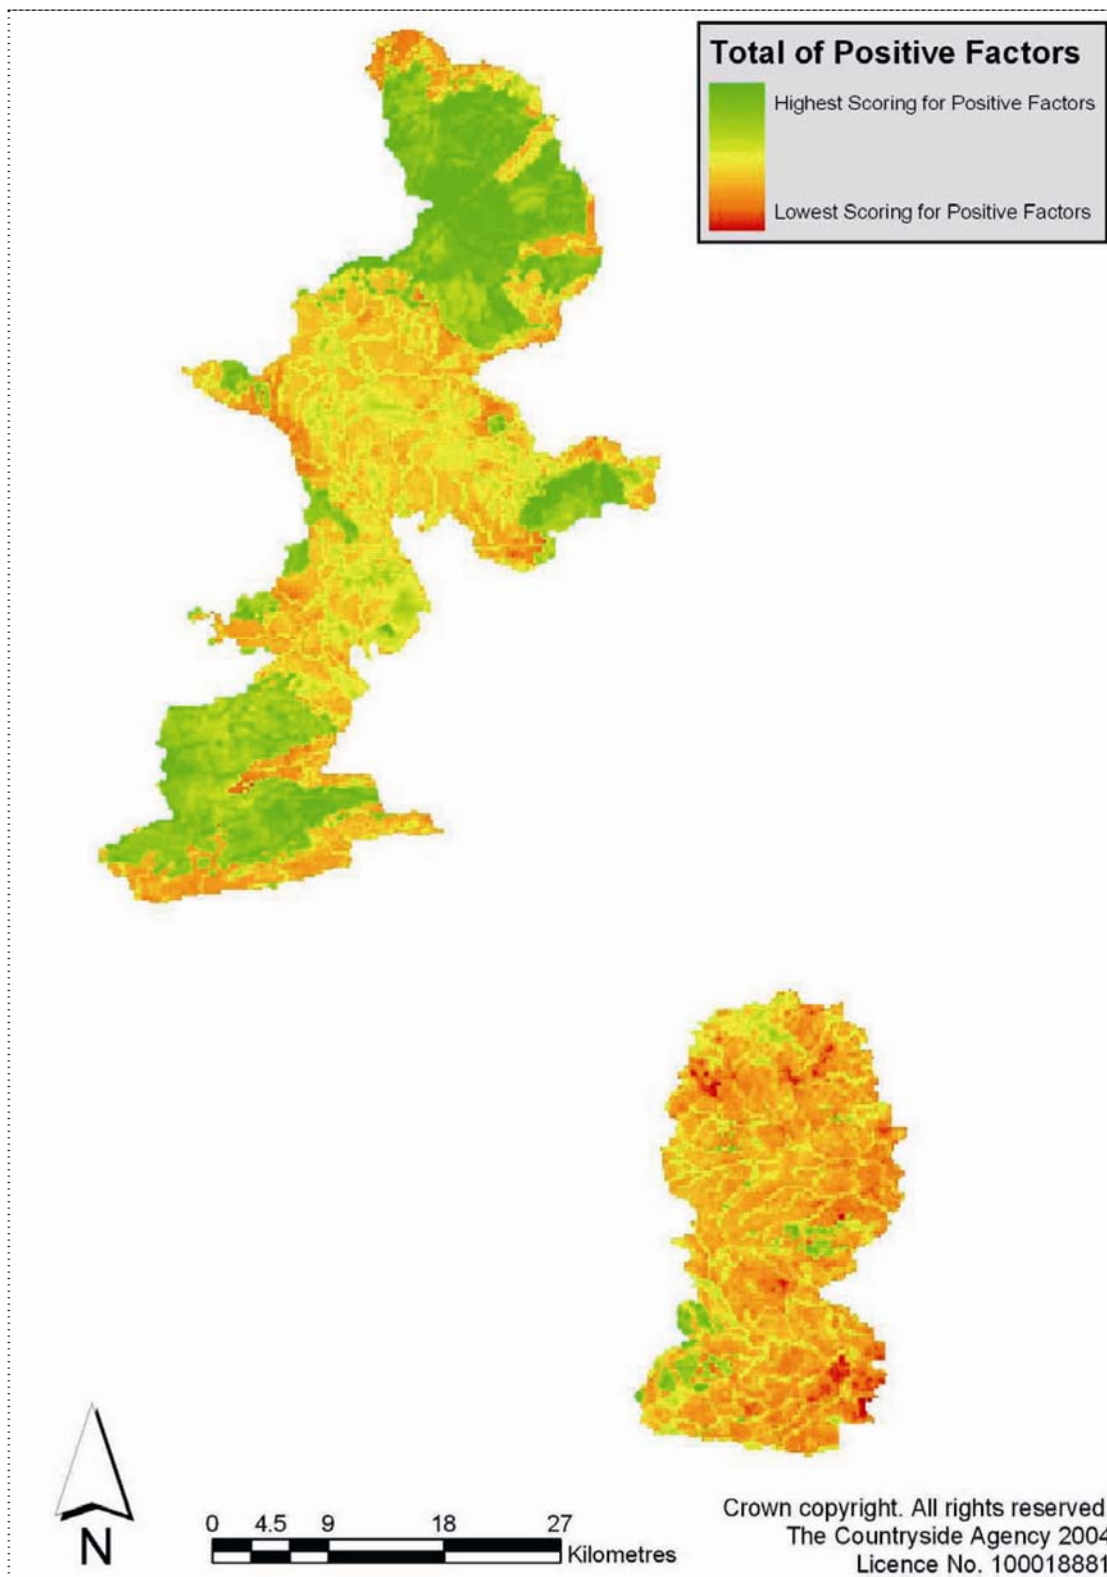 Total of Positive Factors
Highest Scoring for Positive Factors
Lowest Scoring for Positive Factors
N
0 4.5 9 18 27
Kilometres
Crown copyright. All rights reserved
The Countryside Agency 2004
Licence No. 100018881